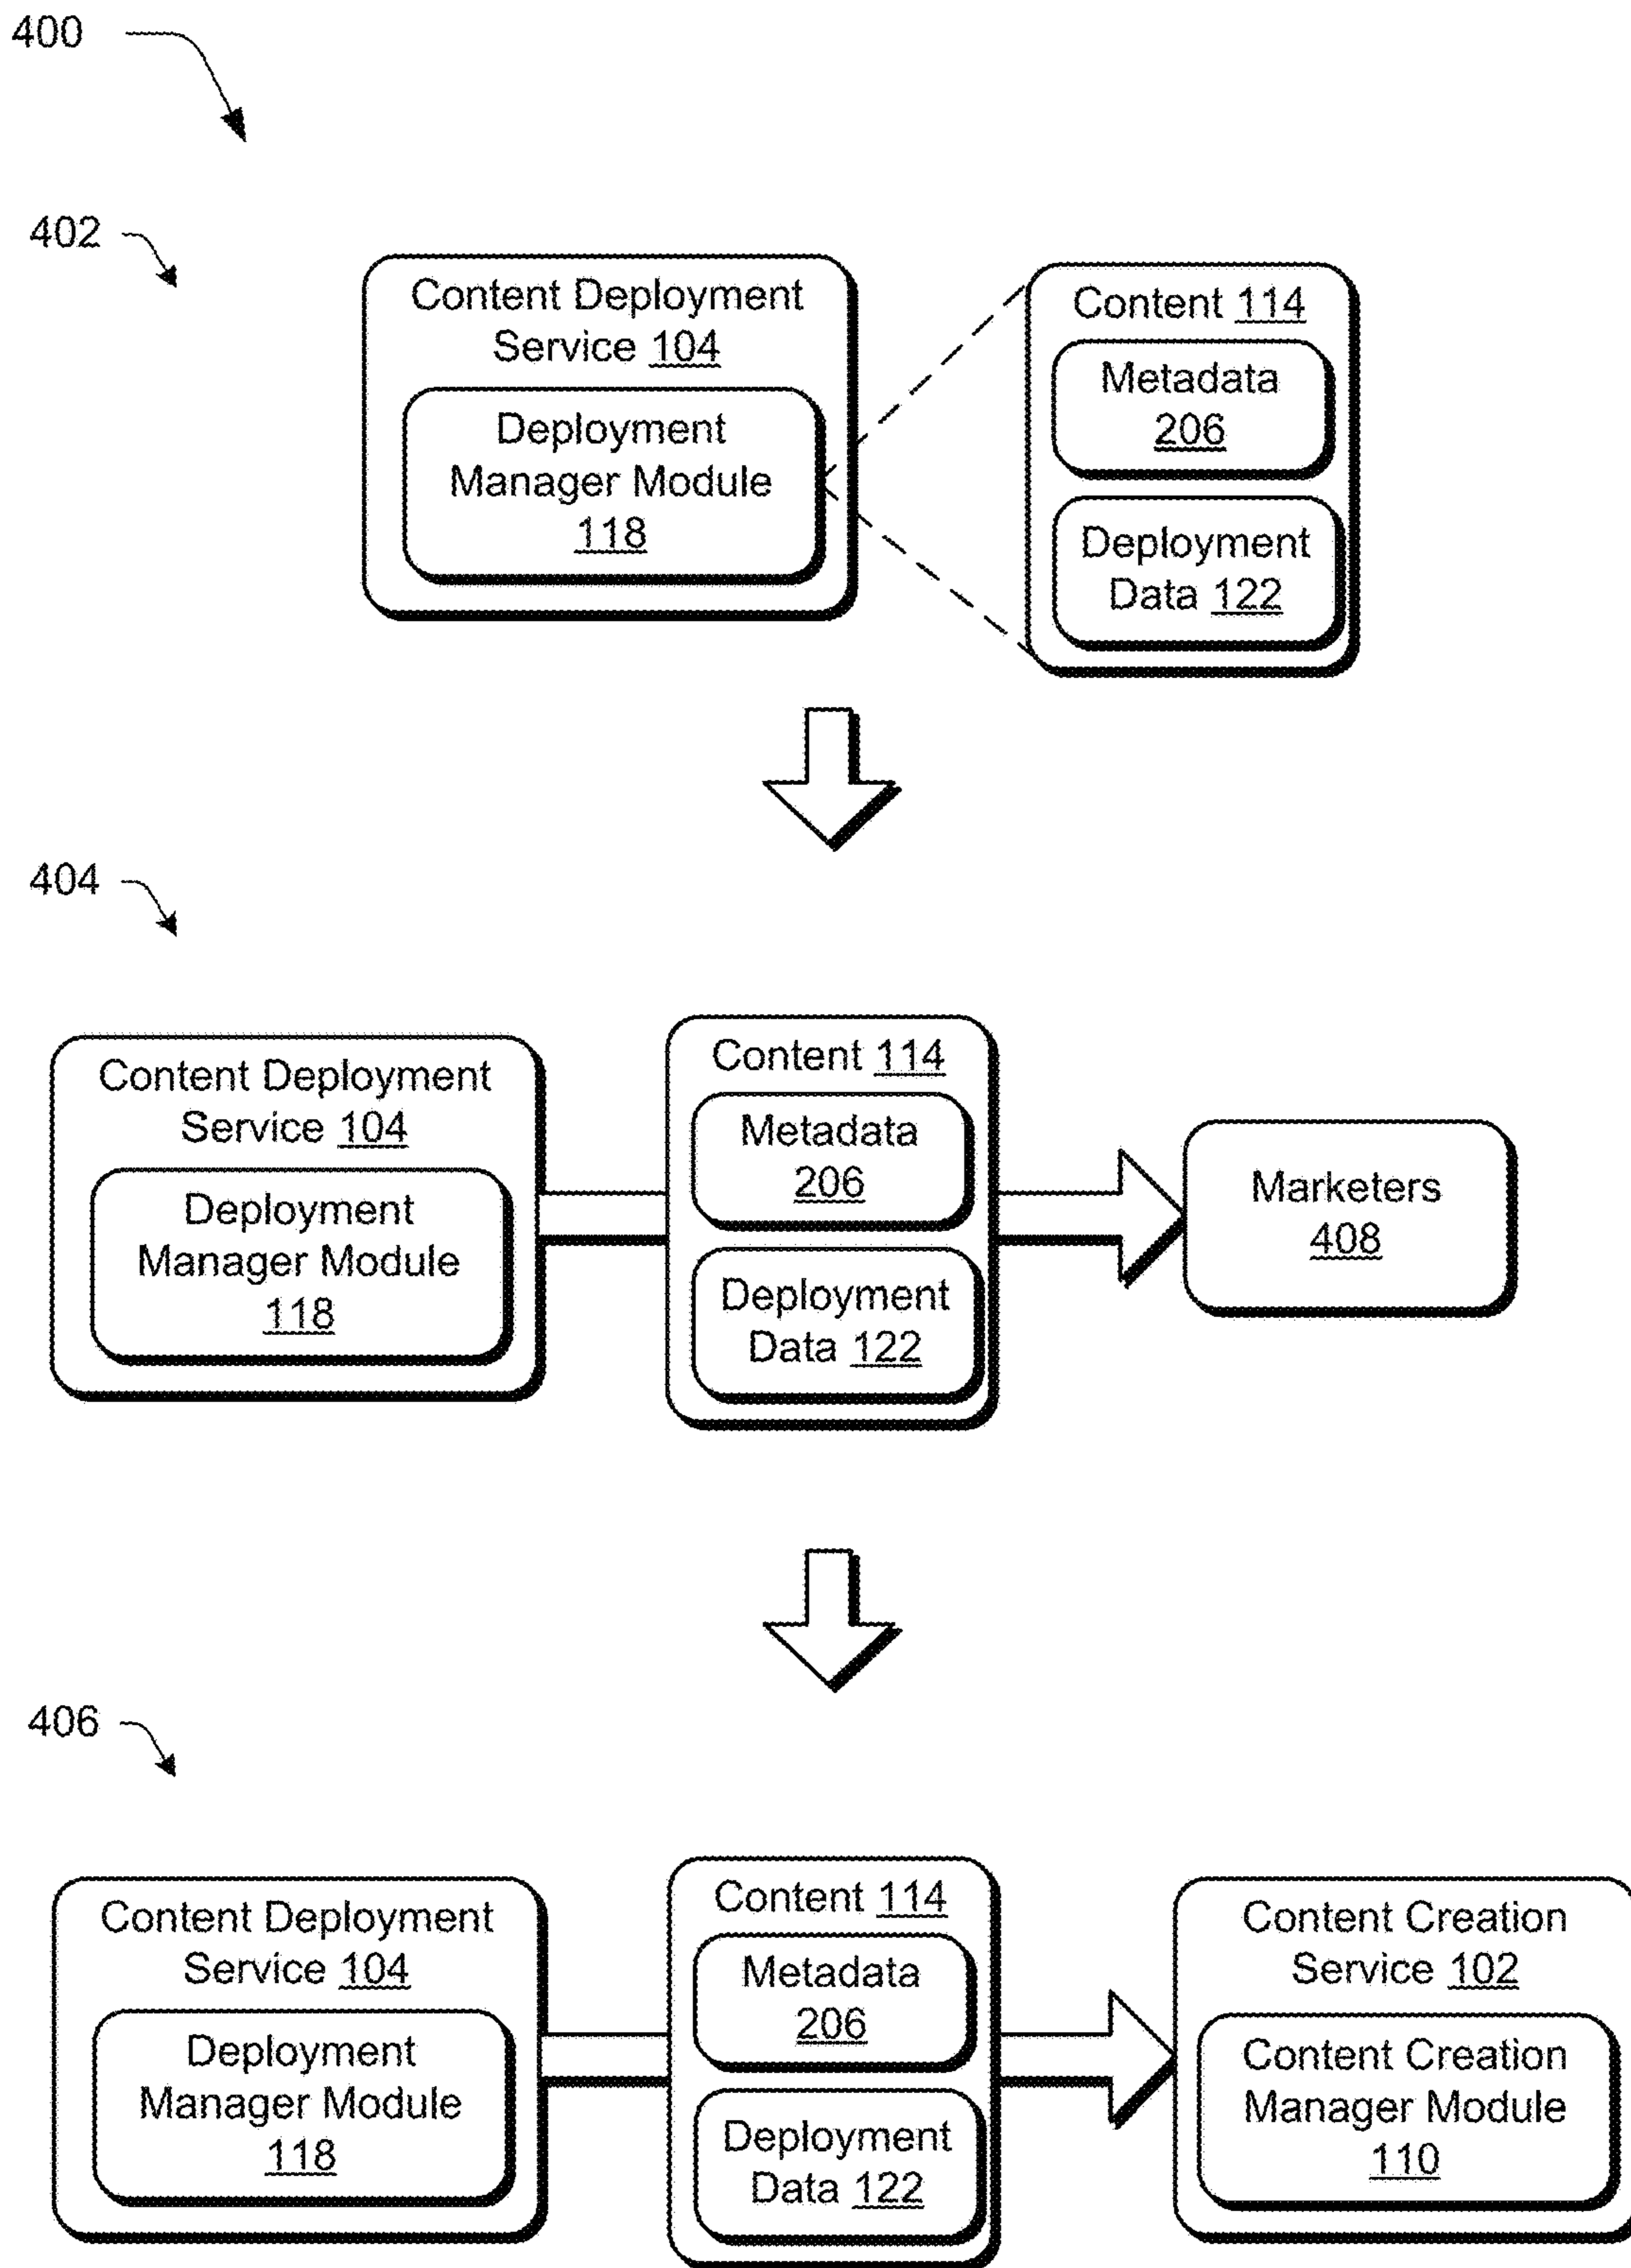 400
402
Content Deployment
Service 104
Deployment
Manager Module
118
Content 114
Metadata
206
Deployment
Data 122
404
Content Deployment
Service 104
Deployment
Manager Module
118
Content 114
Metadata
206
Deployment
Data 122
Marketers
408
406
Content Deployment
Service 104
Deployment
Manager Module
118
Content 114
Metadata
206
Deployment
Data 122
Content Creation
Service 102
Content Creation
Manager Module
110